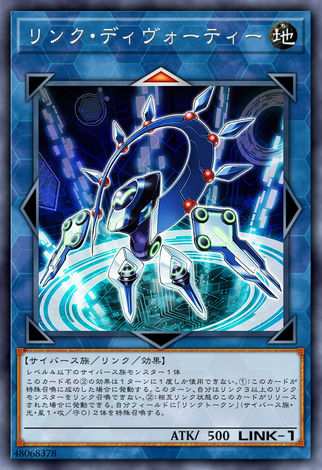 リンク・ディヴォーティー 地
【サイバース族／リンク／効果】
レベル4以下のサイバース族モンスター1体
このカード名の②の効果は1ターンに1度しか使用できない。①：このカードが
特殊召喚に成功した場合に発動する。このターン、自分はリンク3以上のリンク
モンスターをリンク召喚できない。②：相互リンク状態のこのカードがリリース
された場合に発動できる。自分フィールドに「リンクトークン」（サイバース族・
光・星1・攻／守0）2体を特殊召喚する。
ATK/ 500 LINK-1
48068378